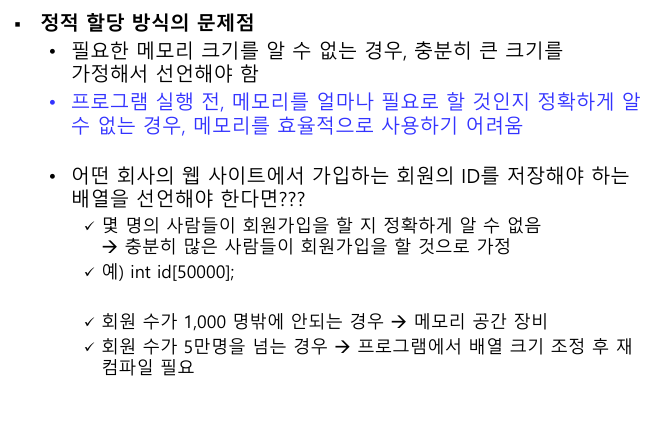 ▪ 정적 할당 방식의 문제점
• 필요한 메모리 크기를 알 수 없는 경우, 충분히 큰 크기를
가정해서 선언해야 함
• 프로그램 실행 전, 메모리를 얼마나 필요로 할 것인지 정확하게 알
수 없는 경우, 메모리를 효율적으로 사용하기 어려움
• 어떤 회사의 웹 사이트에서 가입하는 회원의 ID를 저장해야 하는
배열을 선언해야 한다면???
✓ 몇 명의 사람들이 회원가입을 할 지 정확하게 알 수 없음
→ 충분히 많은 사람들이 회원가입을 할 것으로 가정
✓ 예) int id[50000];
✓ 회원 수가 1,000 명밖에 안되는 경우 → 메모리 공간 장비
✓ 회원 수가 5만명을 넘는 경우 → 프로그램에서 배열 크기 조정 후 재
컴파일 필요